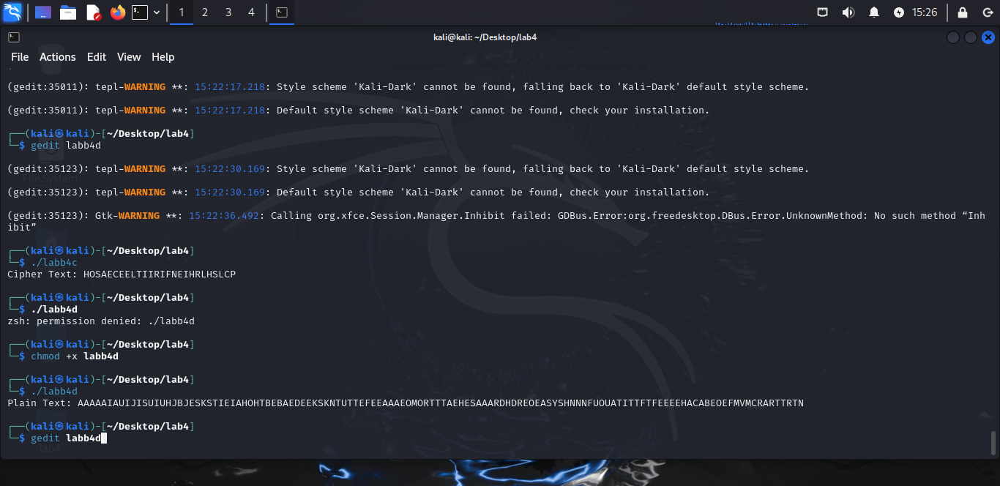 1 2 3 4 15:26
kali@kali: ~/Desktop/lab4
File Actions Edit View Help
(gedit:35011): tepl-WARNING **: 15:22:17.218: Style scheme 'Kali-Dark' cannot be found, falling back to 'Kali-Dark' default style scheme.
(gedit:35011): tepl-WARNING **: 15:22:17.218: Default style scheme 'Kali-Dark' cannot be found, check your installation.
┌──(kali㉿kali)-[~/Desktop/lab4]
└─$ gedit labb4d
(gedit:35123): tepl-WARNING **: 15:22:30.169: Style scheme 'Kali-Dark' cannot be found, falling back to 'Kali-Dark' default style scheme.
File System
(gedit:35123): tepl-WARNING **: 15:22:30.169: Default style scheme 'Kali-Dark' cannot be found, check your installation.
(gedit:35123): Gtk-WARNING **: 15:22:36.492: Calling org.xfce.Session.Manager.Inhibit failed: GDBus.Error:org.freedesktop.DBus.Error.UnknownMethod: No such method “Inh
ibit”
┌──(kali㉿kali)-[~/Desktop/lab4]
└─$ ./labb4c
Cipher Text: HOSAECEELTIIRIFNEIHRLHSLCP
┌──(kali㉿kali)-[~/Desktop/lab4]
└─$ ./labb4d
zsh: permission denied: ./labb4d
┌──(kali㉿kali)-[~/Desktop/lab4]
└─$ chmod +x labb4d
┌──(kali㉿kali)-[~/Desktop/lab4]
└─$ ./labb4d
Plain Text: AAAAAIAUIJISUIUHJBJESKSTIEIAHOHTBEBAEDEEKSKNTUTTEFEEAAAEOMORTTTAEHESAAARDHDREOEASYSHNNNFUOUATITTFTFEEEEHACABEOEFMVMCRARTTRTN
┌──(kali㉿kali)-[~/Desktop/lab4]
└─$ gedit labb4d
lab4